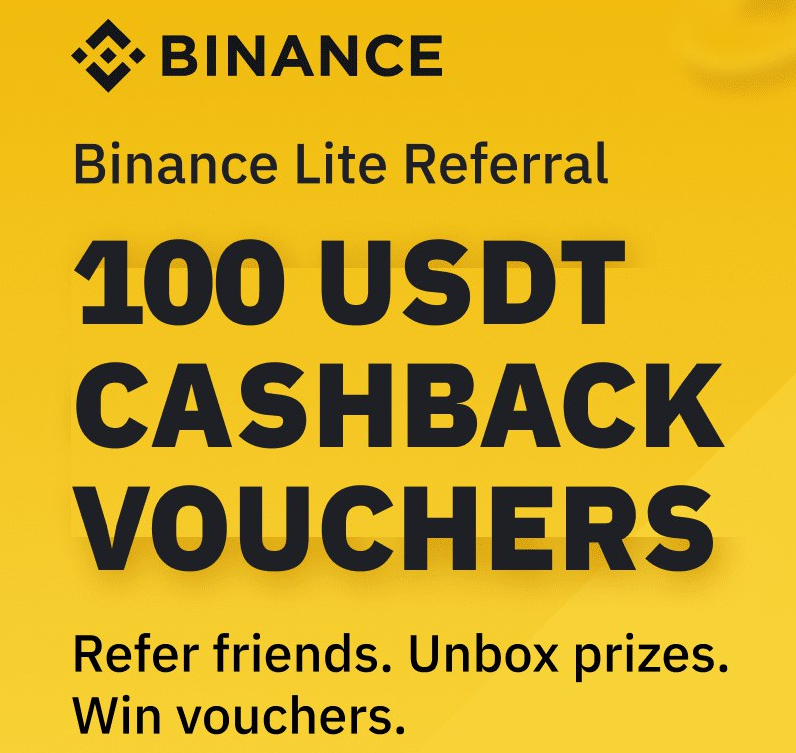 BINANCE
Binance Lite Referral
100 USDT
CASHBACK
VOUCHERS
Refer friends. Unbox prizes.
Win vouchers.